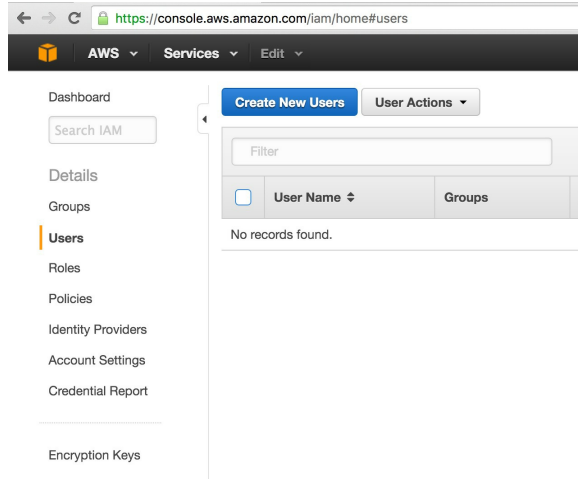 https://console.aws.amazon.com/iam/home#users
AWS Services Edit
Dashboard
Search IAM
Details
Groups
Users
Roles
Policies
Identity Providers
Account Settings
Credential Report
Encryption Keys
Create New Users User Actions
Filter
User Name Groups
No records found.